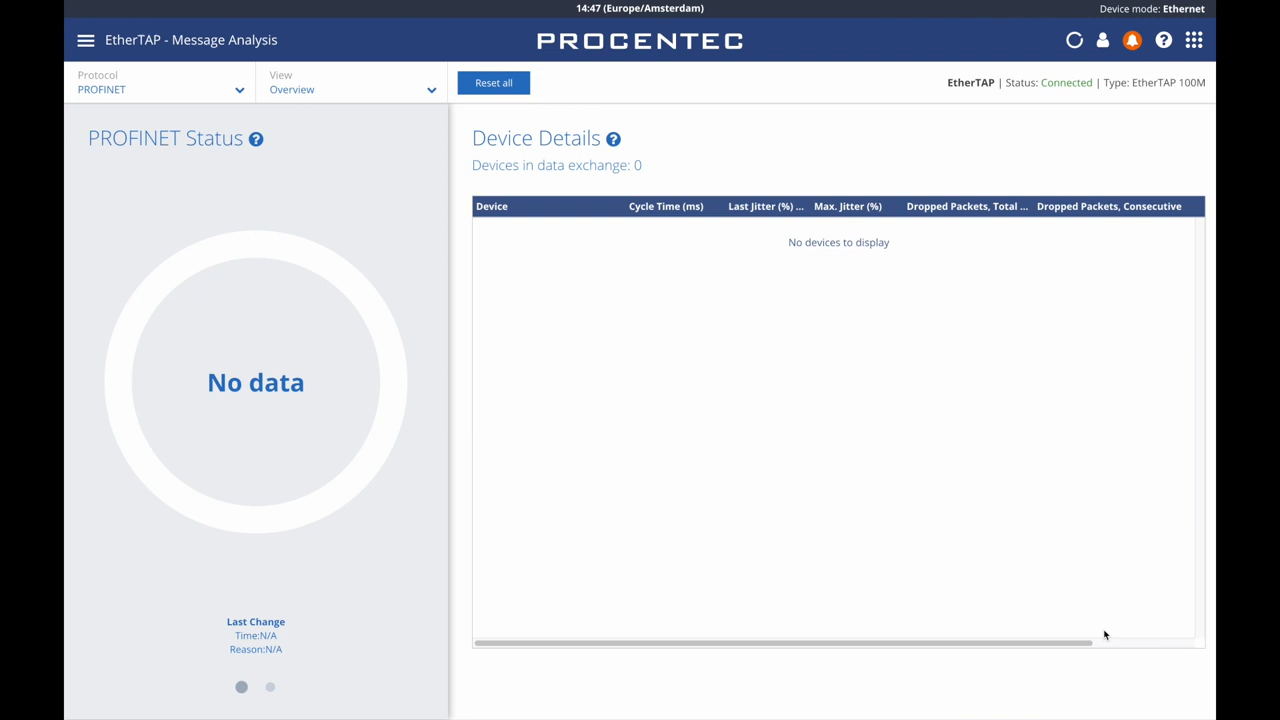 14:47 (Europe/Amsterdam)
Device mode: Ethernet
EtherTAP - Message Analysis
PROCENTEC
Protocol
PROFINET
View
Overview
Reset all
EtherTAP | Status: Connected | Type: EtherTAP 100M
PROFINET Status
No data
Last Change
Time:N/A
Reason:N/A
Device Details
Devices in data exchange: 0
Device Cycle Time (ms) Last Jitter (%) ... Max. Jitter (%) Dropped Packets, Total ... Dropped Packets, Consecutive
No devices to display